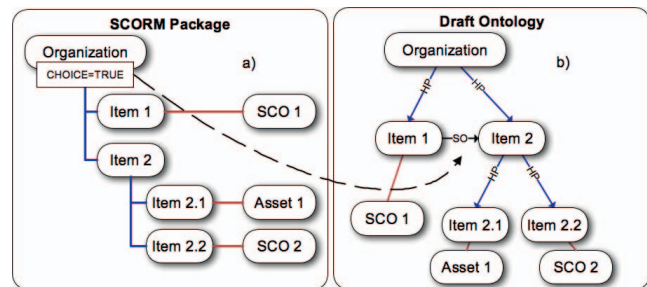 SCORM Package
Organization
CHOICE=TRUE
a)
Item 1
SCO 1
Item 2
Item 2.1
Asset 1
Item 2.2
SCO 2
Draft Ontology
Organization
b)
HP
HP
Item 1
SO
Item 2
HP
HP
SCO 1
Item 2.1
Item 2.2
Asset 1
SCO 2